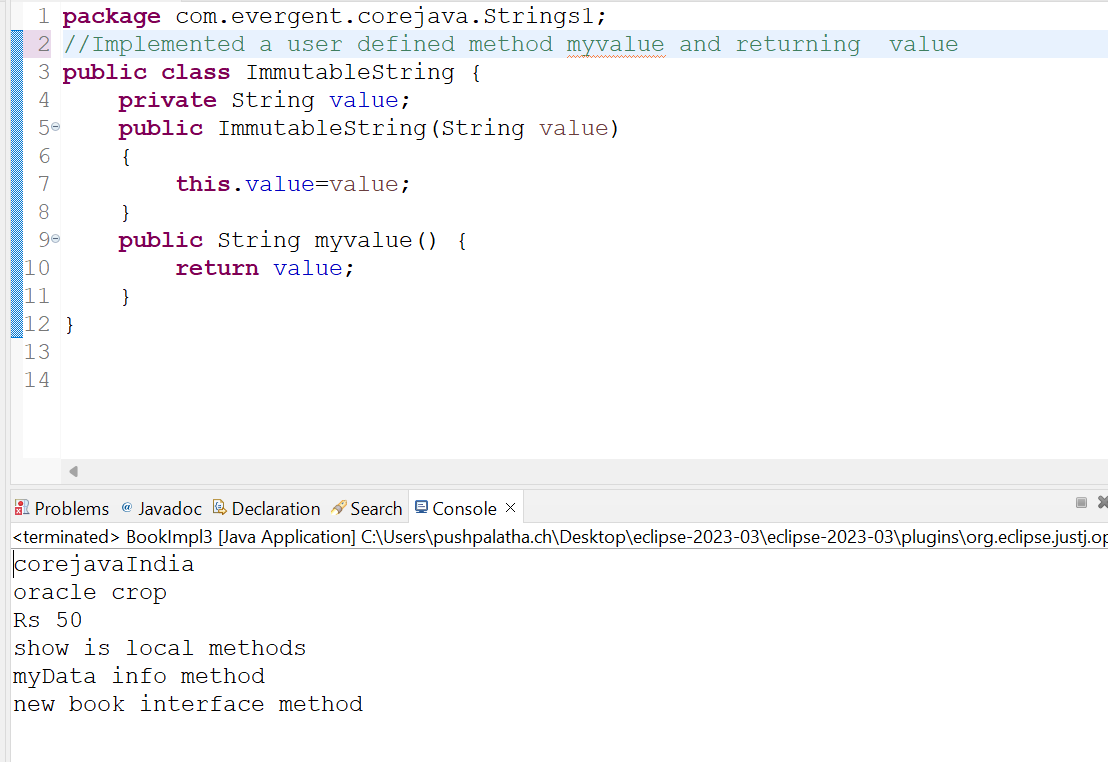 1 package com.evergent.corejava.Strings1;
2 //Implemented a user defined method myvalue and returning  value
3 public class ImmutableString {
4     private String value;
5     public ImmutableString(String value)
6     {
7         this.value=value;
8     }
9     public String myvalue() {
10         return value;
11     }
12 }
13
14
Problems @ Javadoc Declaration Search Console
<terminated> BookImpl3 [Java Application] C:\Users\pushpalatha.ch\Desktop\eclipse-2023-03\eclipse-2023-03\plugins\org.eclipse.justj.op
corejavaIndia
oracle crop
Rs 50
show is local methods
myData info method
new book interface method